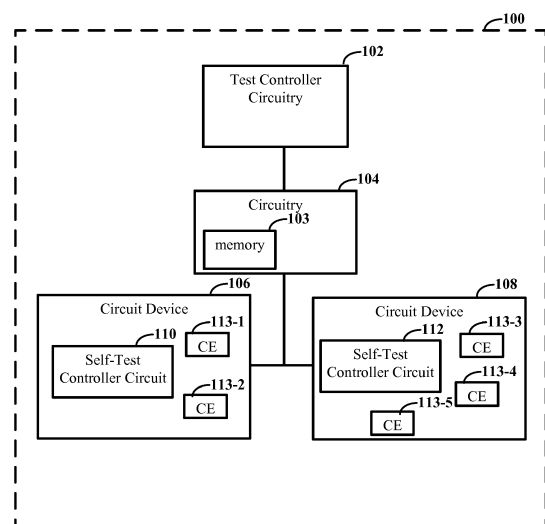 100
102
Test Controller
Circuitry
104
Circuitry
103
memory
106
Circuit Device
110
113-1
Self-Test
Controller Circuit
CE
113-2
CE
108
Circuit Device
112
113-3
Self-Test
Controller Circuit
CE
113-4
CE
113-5
CE